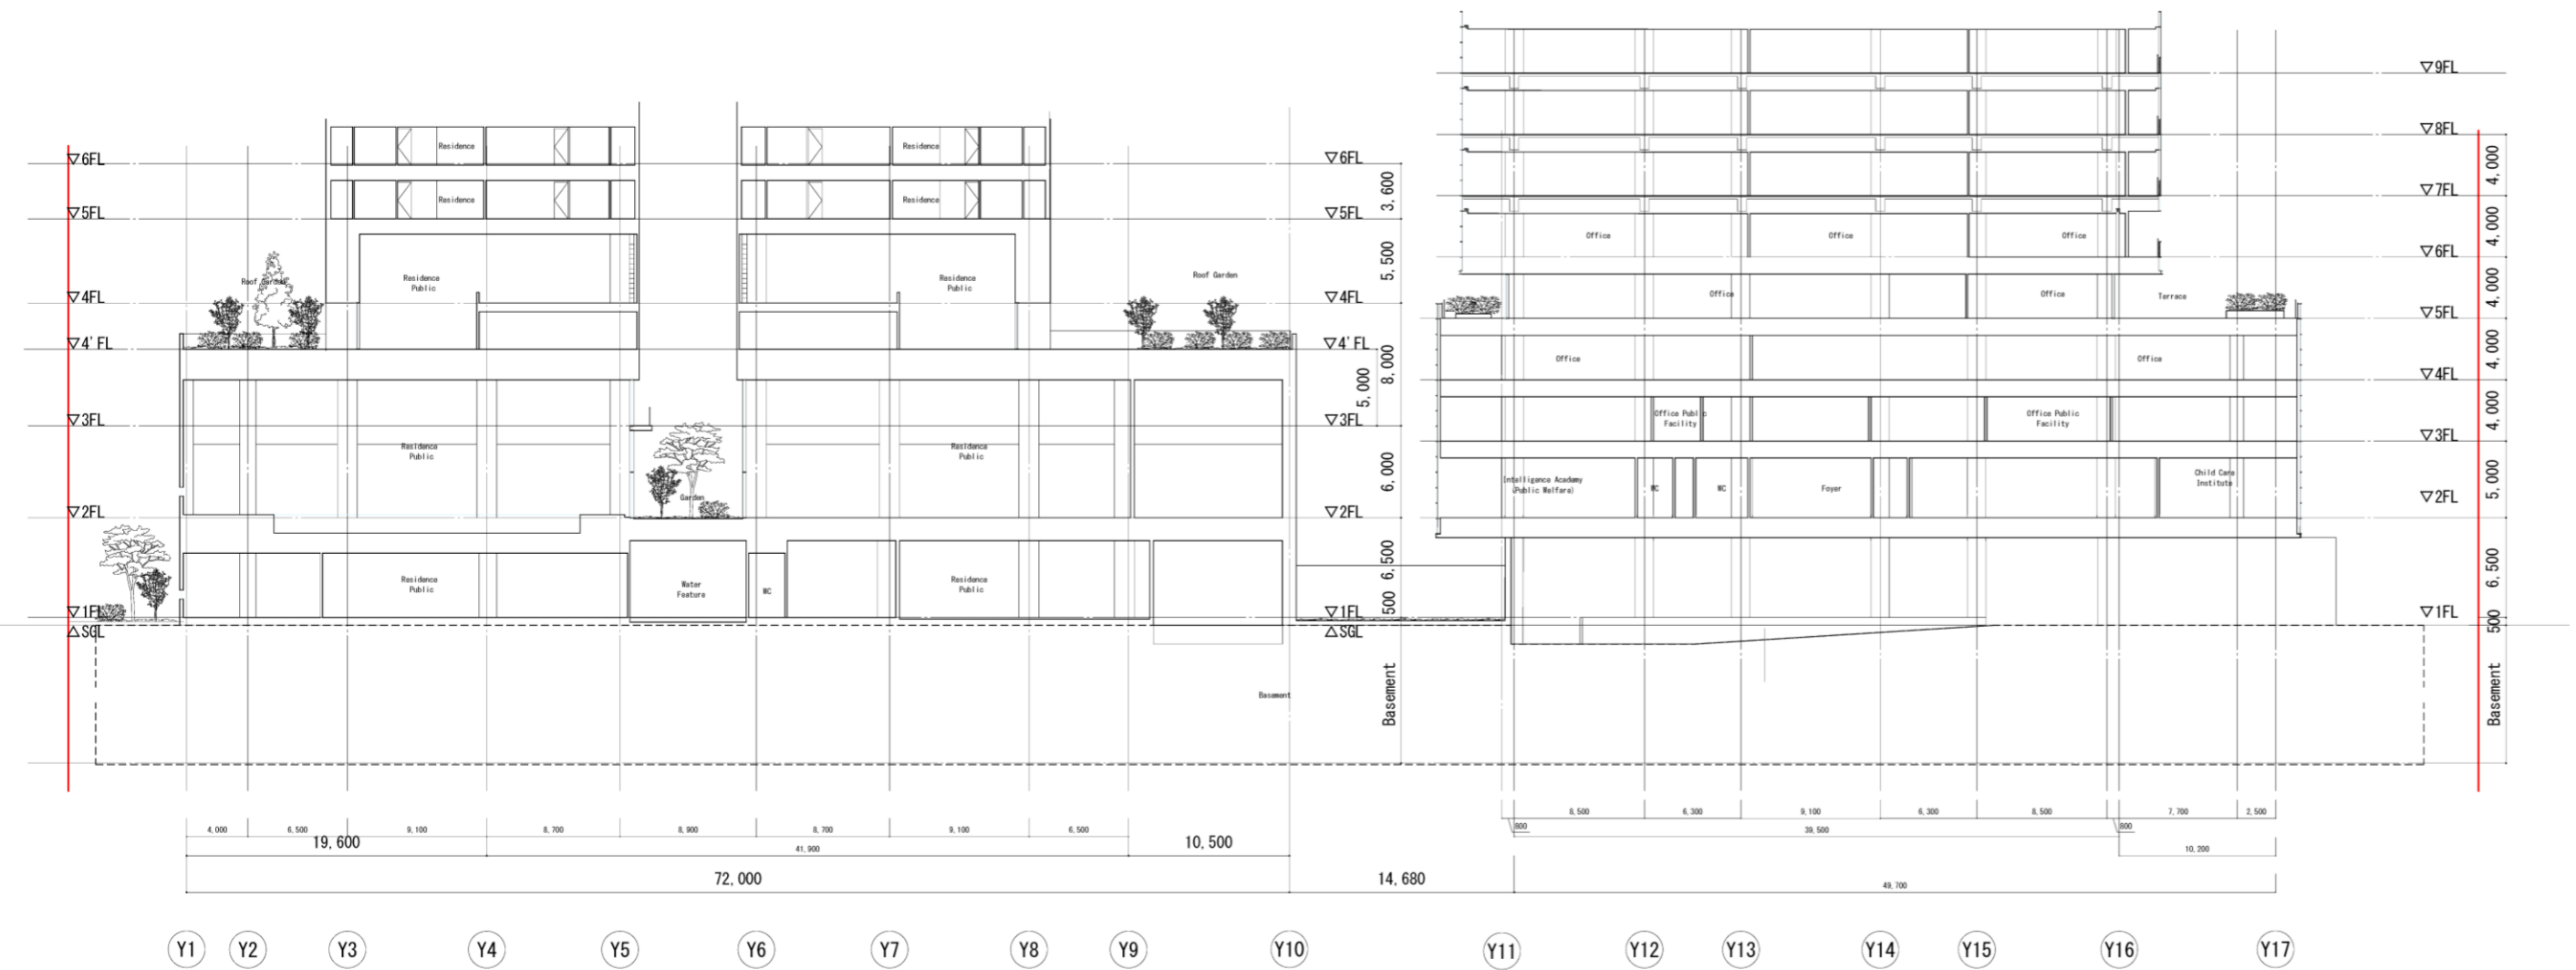 ▽9FL
▽8FL
4,000
▽6FL Residence Residence ▽6FL
3,600
▽7FL
▽5FL Residence Residence ▽5FL
4,000
Office Office Office
▽6FL
5,500
Roof Garden Residence Public Residence Public Roof Garden
4,000
▽4FL ▽4FL
Office Office Terrace
▽5FL
▽4'FL ▽4'FL
8,000
5,000
Office Office
4,000
▽4FL
▽3FL ▽3FL
Office Public Facility Office Public Facility
4,000
▽3FL
Residence Public Residence Public
6,000
Garden
Intelligence Academy
(Public Welfare)
WC WC Foyer
Child Care
Institute
5,000
▽2FL
▽2FL ▽2FL
Residence Public
Water
Feature
WC
Residence Public
6,500
6,500
▽1FL ▽1FL ▽1FL
500 500
△SGL △SGL
Basement Basement Basement
4,000 6,500 9,100 8,700 8,900 8,700 9,100 6,500
8,500 6,300 9,100 6,300 8,500 7,700 2,500
800 39,500 800
19,600 41,900 10,500
10,200
72,000 14,680 49,700
Y1 Y2 Y3 Y4 Y5 Y6 Y7 Y8 Y9 Y10 Y11 Y12 Y13 Y14 Y15 Y16 Y17